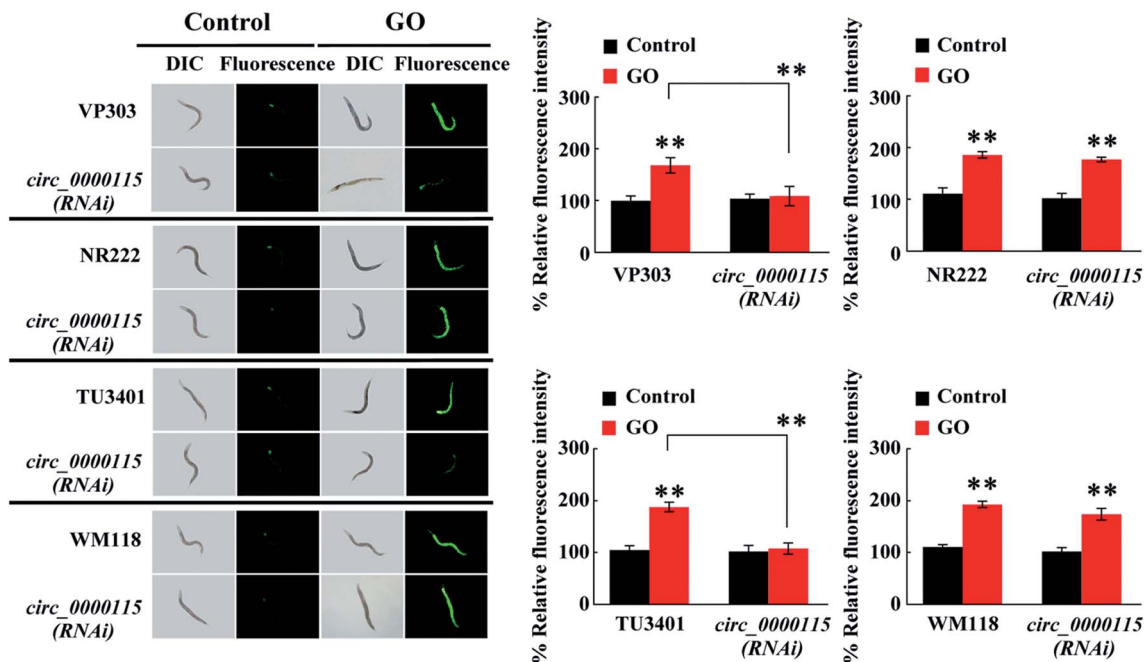 Control GO
DIC Fluorescence DIC Fluorescence
VP303
circ_0000115
(RNAi)
NR222
circ_0000115
(RNAi)
TU3401
circ_0000115
(RNAi)
WM118
circ_0000115
(RNAi)
% Relative fluorescence intensity
Control
GO
**
300
200
**
100
0
VP303 circ_0000115
(RNAi)
% Relative fluorescence intensity
Control
GO
300
200
** **
100
0
NR222 circ_0000115
(RNAi)
% Relative fluorescence intensity
Control
GO
**
300
200
**
100
0
TU3401 circ_0000115
(RNAi)
% Relative fluorescence intensity
Control
GO
300
200
** **
100
0
WM118 circ_0000115
(RNAi)